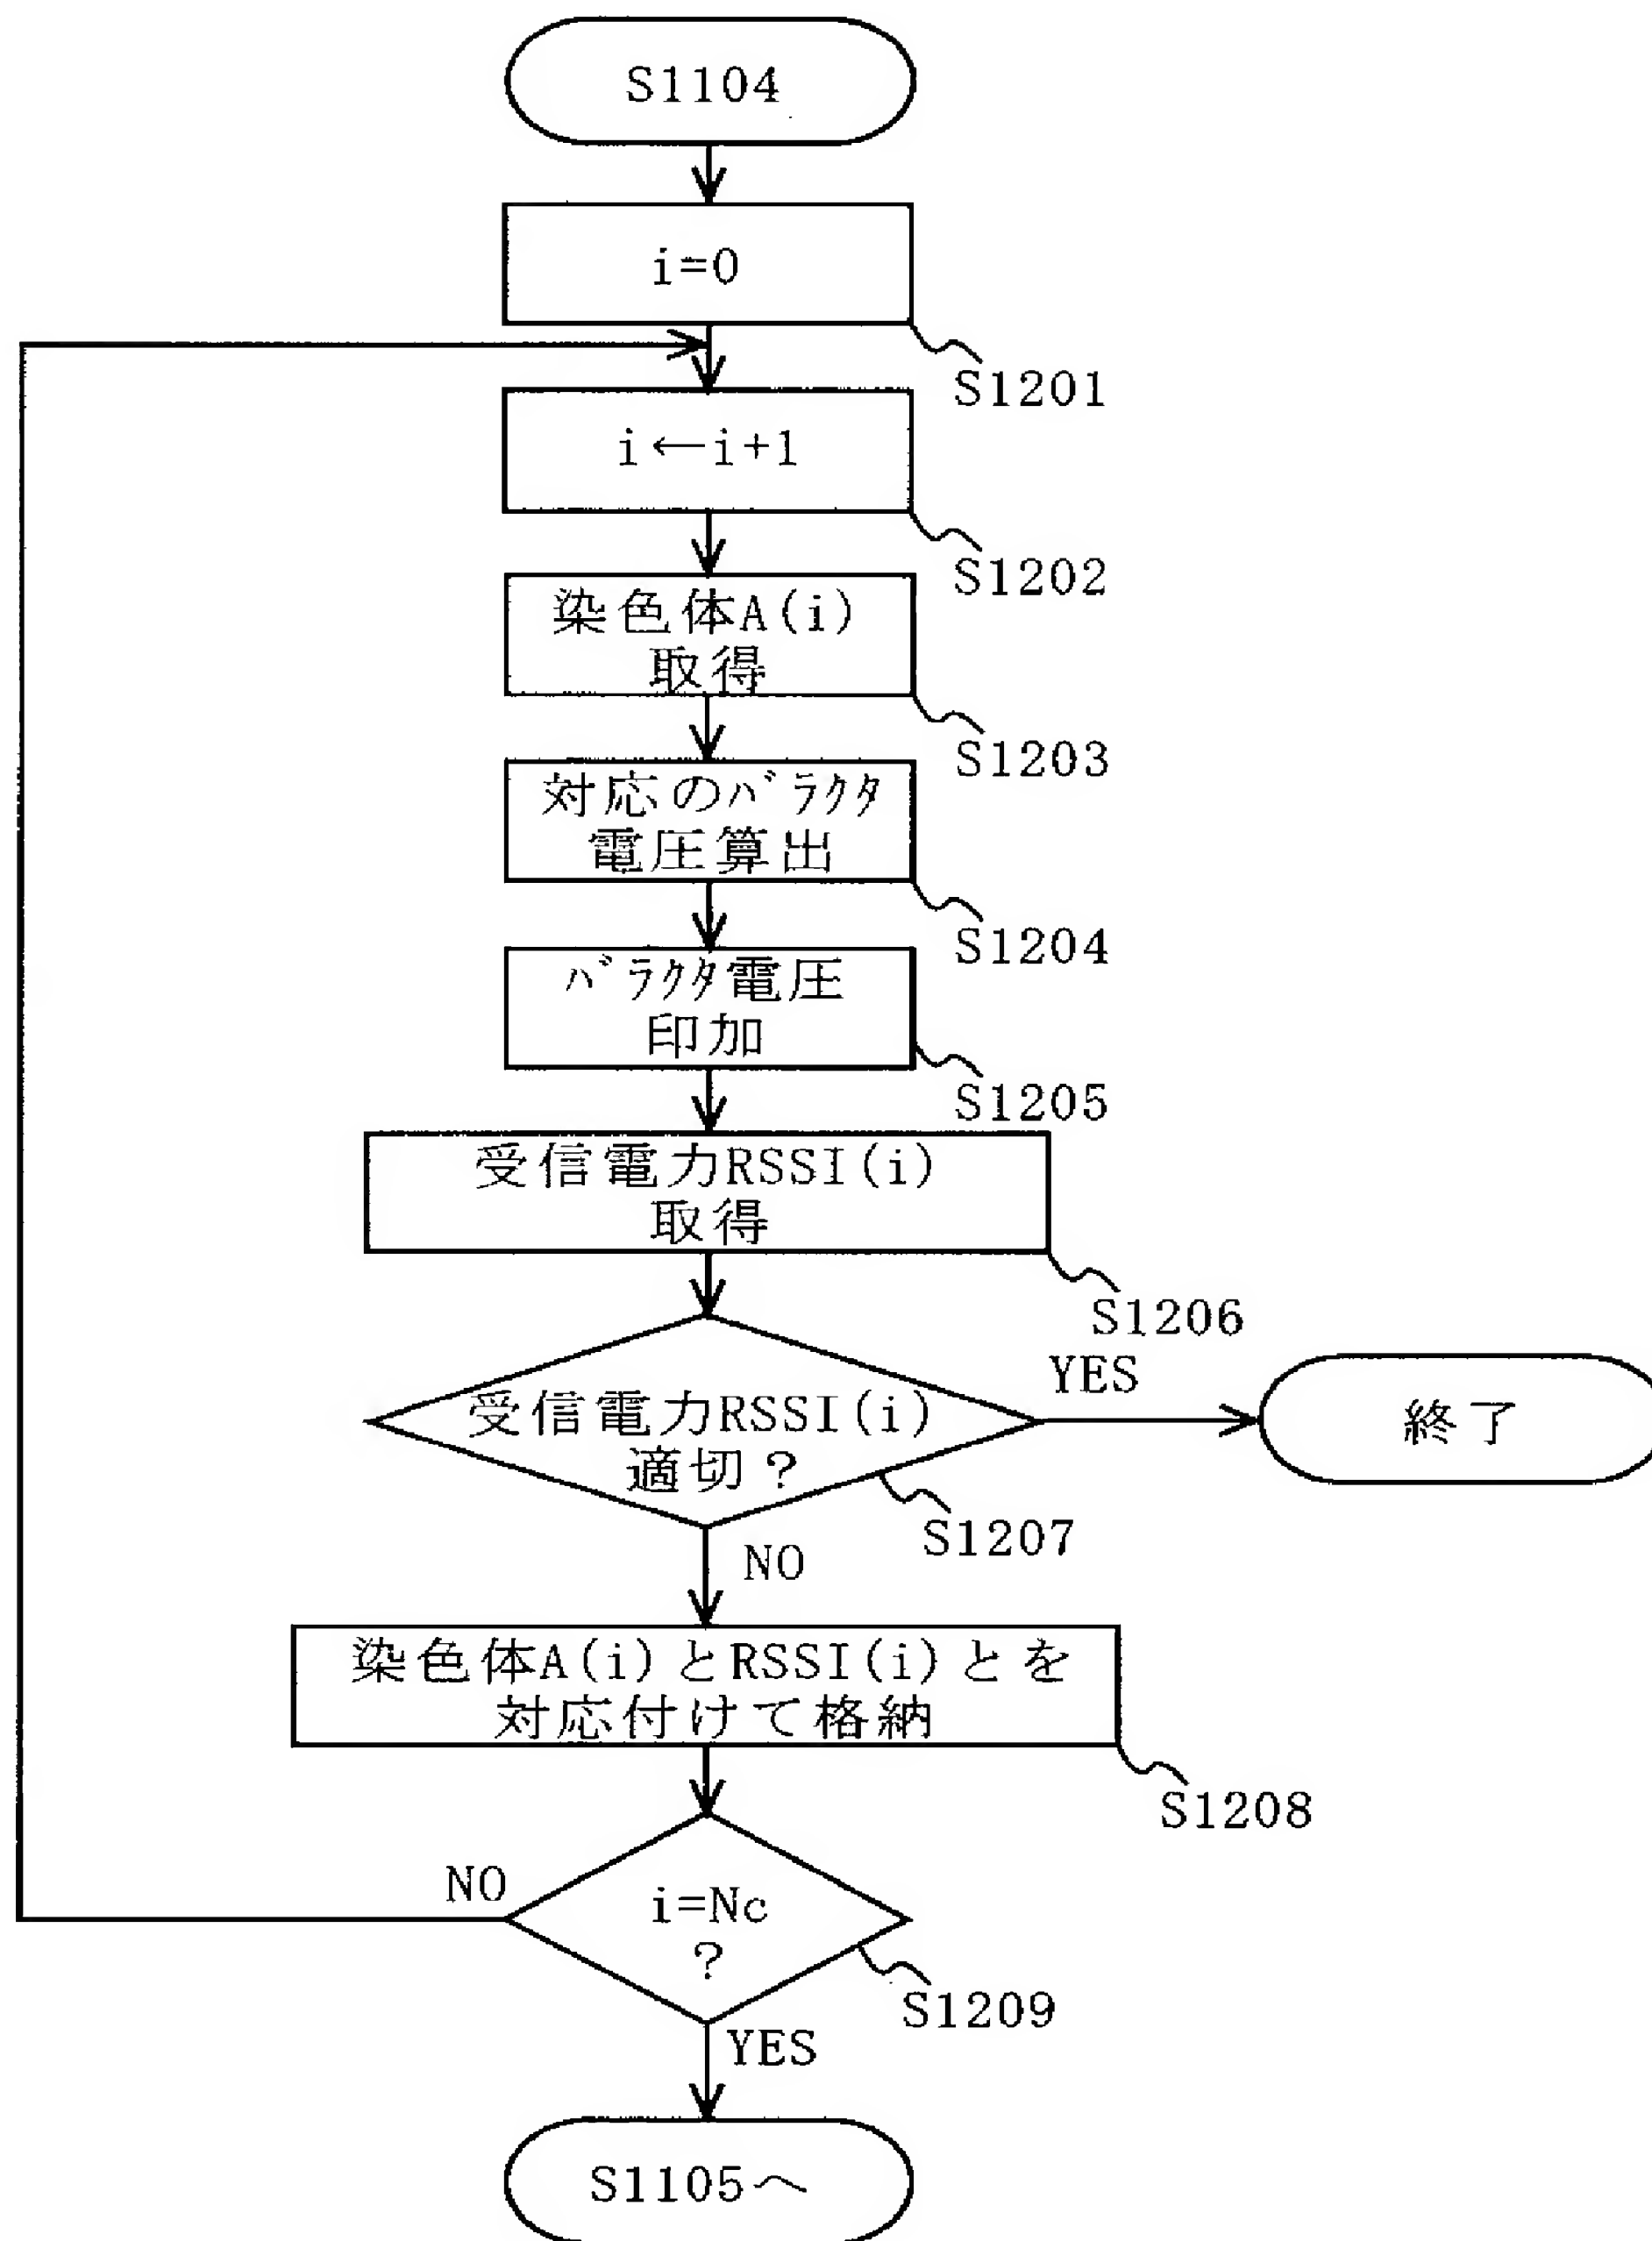 S1104
i=0
S1201
i←i+1
S1202
染色体A(i)
取得
S1203
対応のﾊﾞﾗｸﾀ
電圧算出
S1204
ﾊﾞﾗｸﾀ電圧
印加
S1205
受信電力RSSI(i)
取得
S1206
YES
受信電力RSSI(i)
適切?
終了
S1207
NO
染色体A(i)とRSSI(i)とを
対応付けて格納
S1208
NO
i=Nc
?
S1209
YES
S1105へ